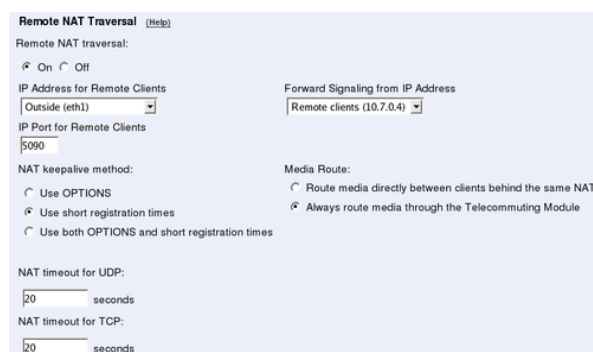 Remote NAT Traversal (Help)
Remote NAT traversal:
On Off
IP Address for Remote Clients
Outside (eth1)
Forward Signaling from IP Address
Remote clients (10.7.0.4)
IP Port for Remote Clients
5090
NAT keepalive method:
Use OPTIONS
Use short registration times
Use both OPTIONS and short registration times
Media Route:
Route media directly between clients behind the same NAT
Always route media through the Telecommuting Module
NAT timeout for UDP:
20 seconds
NAT timeout for TCP:
20 seconds